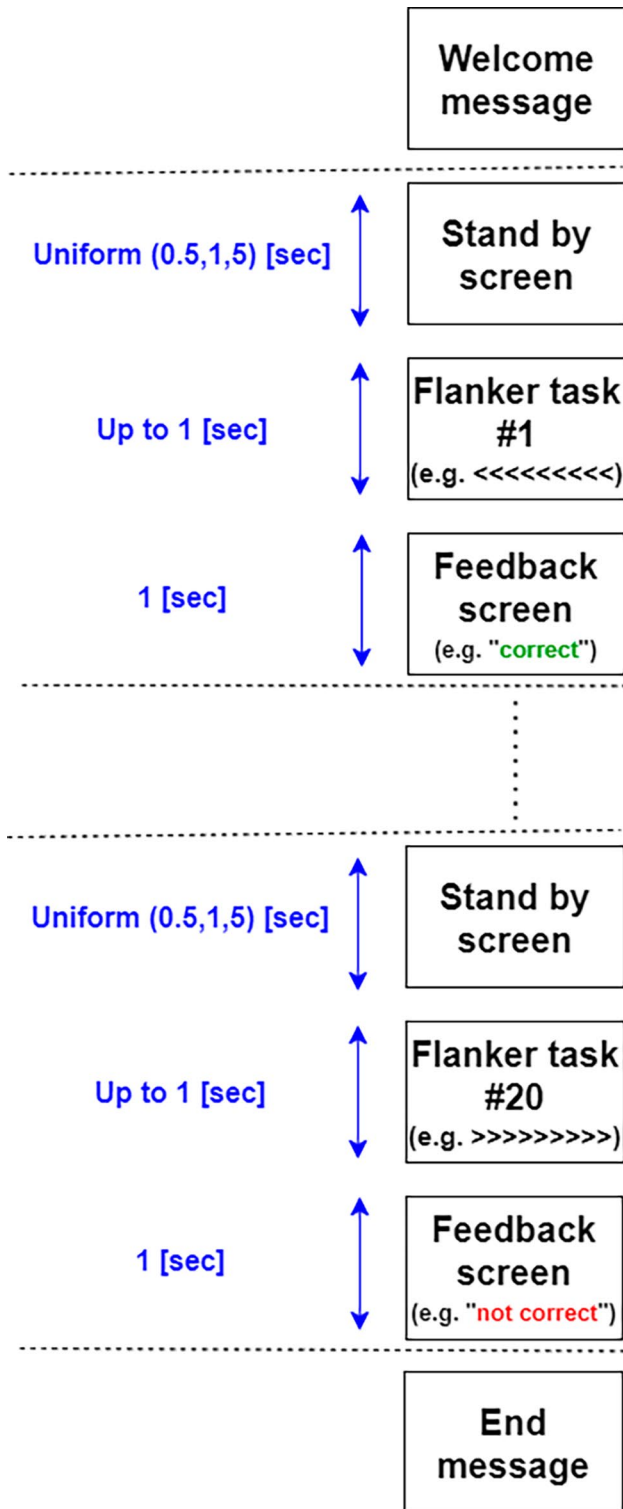 Welcome
message
Uniform (0.5,1,5) [sec]
Stand by
screen
Up to 1 [sec]
Flanker task
#1
(e.g. <<<<<<<<<)
1 [sec]
Feedback
screen
(e.g. "correct")
Uniform (0.5,1,5) [sec]
Stand by
screen
Up to 1 [sec]
Flanker task
#20
(e.g. >>>>>>>>>)
1 [sec]
Feedback
screen
(e.g. "not correct")
End
message